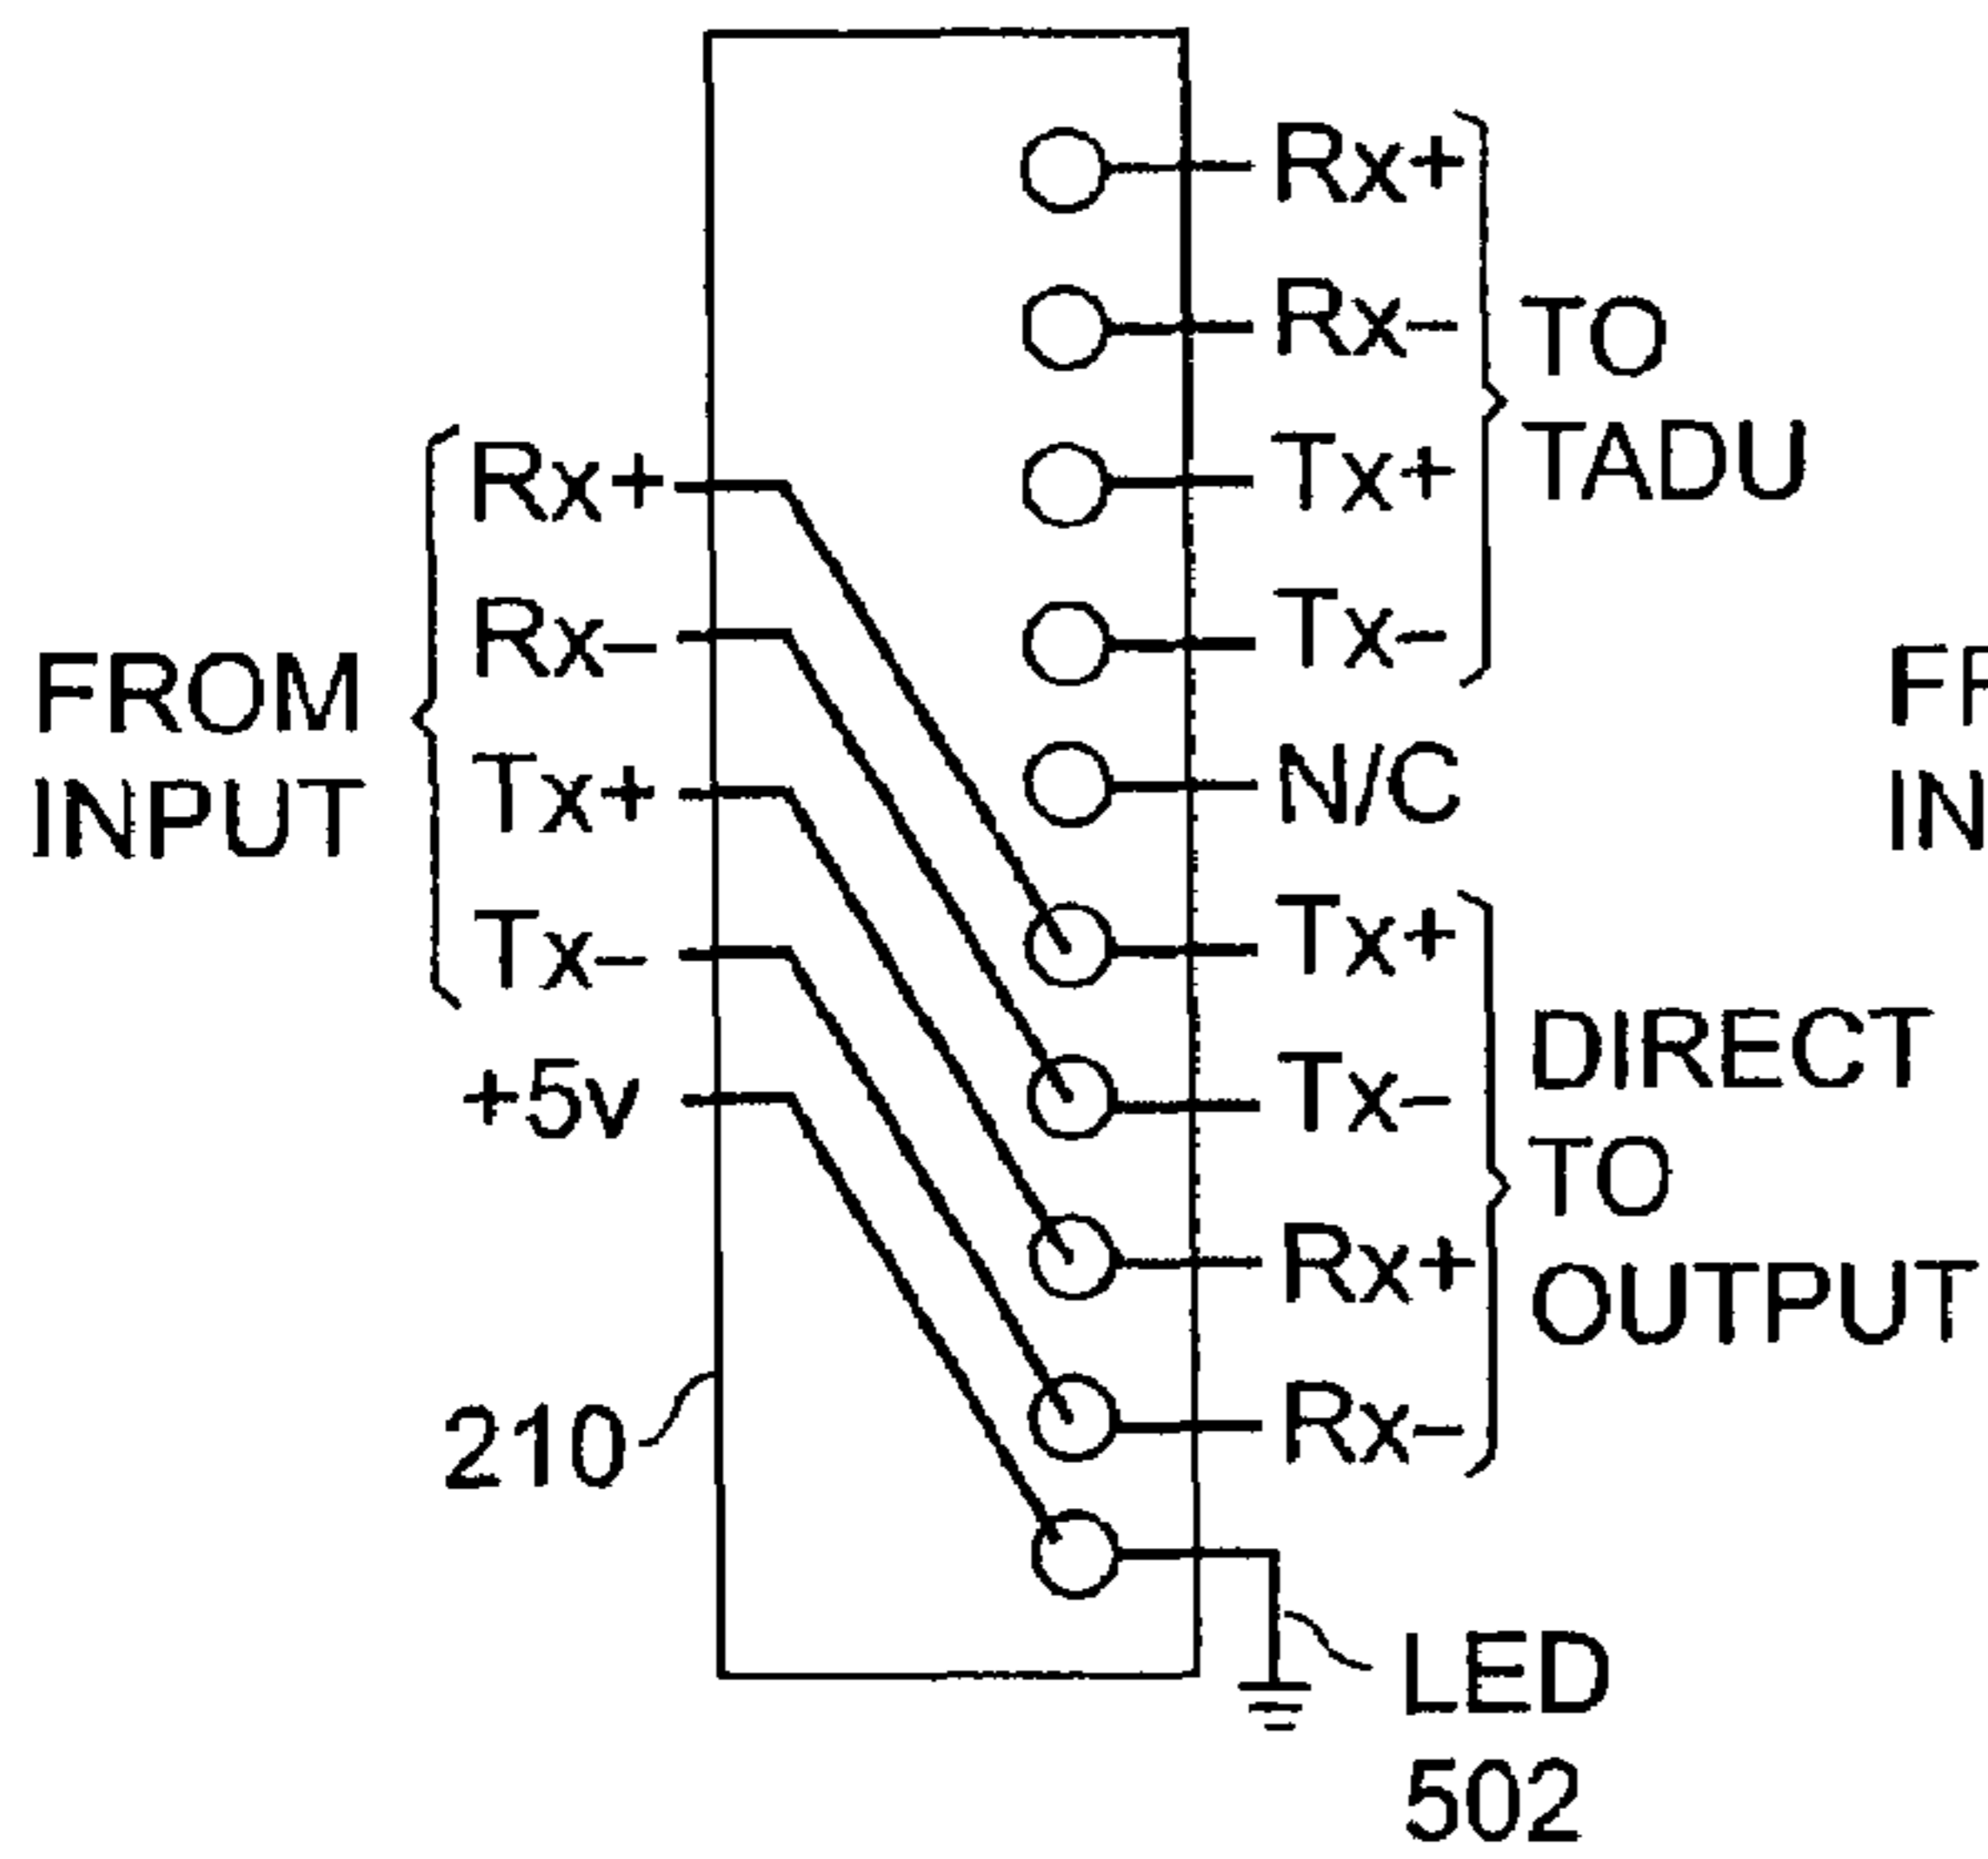 Rx+
Rx–
TO
TADU
Tx+
Tx–
N/C
Tx+
Tx–
DIRECT
TO
OUTPUT
Rx+
Rx–
FROM
INPUT
Rx+
Rx–
Tx+
Tx–
+5v
210
LED
502